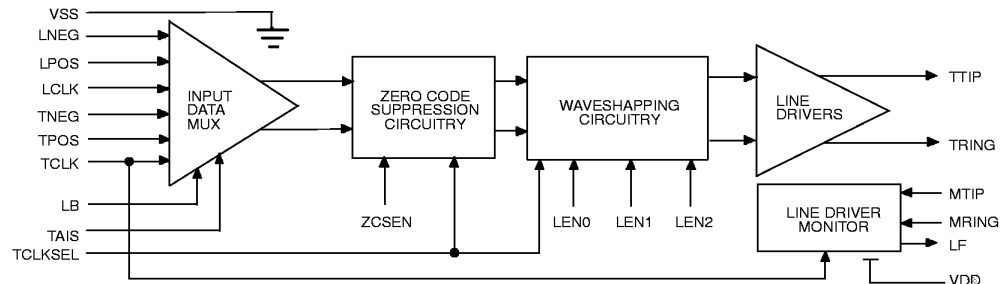 VSS
LNEG
LPOS
LCLK
TNEG
TPOS
TCLK
LB
TAIS
TCLKSEL
INPUT
DATA
MUX
ZERO CODE
SUPPRESSION
CIRCUITRY
ZCSEN
WAVESHAPPING
CIRCUITRY
LEN0
LEN1
LEN2
LINE
DRIVERS
TTIP
TRING
LINE DRIVER
MONITOR
MTIP
MRING
LF
VDD